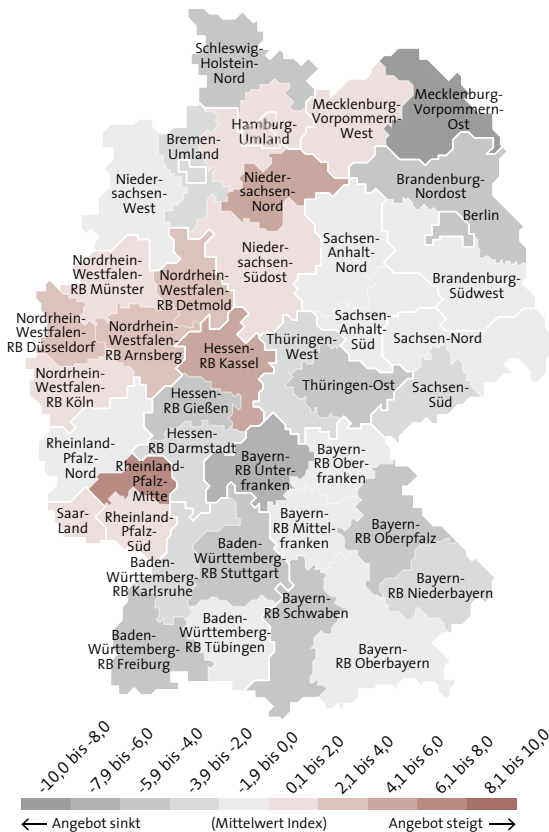 Schleswig-
Holstein-
Nord
Mecklenburg-
Vorpommern-
Ost
Mecklenburg-
Vorpommern-
West
Hamburg-
Umland
Bremen-
Umland
Nieder-
sachsen-
West
Nieder-
sachsen-
Nord
Brandenburg-
Nordost
Berlin
Nieder-
sachsen-
Südost
Sachsen-
Anhalt-
Nord
Brandenburg-
Südwest
Nordrhein-
Westfalen-
RB Münster
Nordrhein-
Westfalen-
RB Detmold
Nordrhein-
Westfalen-
RB Düsseldorf
Nordrhein-
Westfalen-
RB Arnsberg
Hessen-
RB Kassel
Thüringen-
West
Sachsen-
Anhalt-
Süd
Sachsen-Nord
Nordrhein-
Westfalen-
RB Köln
Hessen-
RB Gießen
Thüringen-Ost
Sachsen-
Süd
Rheinland-
Pfalz-
Nord
Hessen-
RB Darmstadt
Rheinland-
Pfalz-
Mitte
Bayern-
RB Unter-
franken
Bayern-
RB Ober-
franken
Saar-
Land
Rheinland-
Pfalz-
Süd
Bayern-
RB Mittel-
franken
Bayern-
RB Oberpfalz
Baden-
Württemberg-
RB Karlsruhe
Baden-
Württemberg-
RB Stuttgart
Bayern-
RB Niederbayern
Bayern-
RB Schwaben
Baden-
Württemberg-
RB Freiburg
Baden-
Württemberg-
RB Tübingen
Bayern-
RB Oberbayern
-10,0 bis -8,0
-7,9 bis -6,0
-5,9 bis -4,0
-3,9 bis -2,0
-1,9 bis 0,0
0,1 bis 2,0
2,1 bis 4,0
4,1 bis 6,0
6,1 bis 8,0
8,1 bis 10,0
← Angebot sinkt (Mittelwert Index) Angebot steigt →